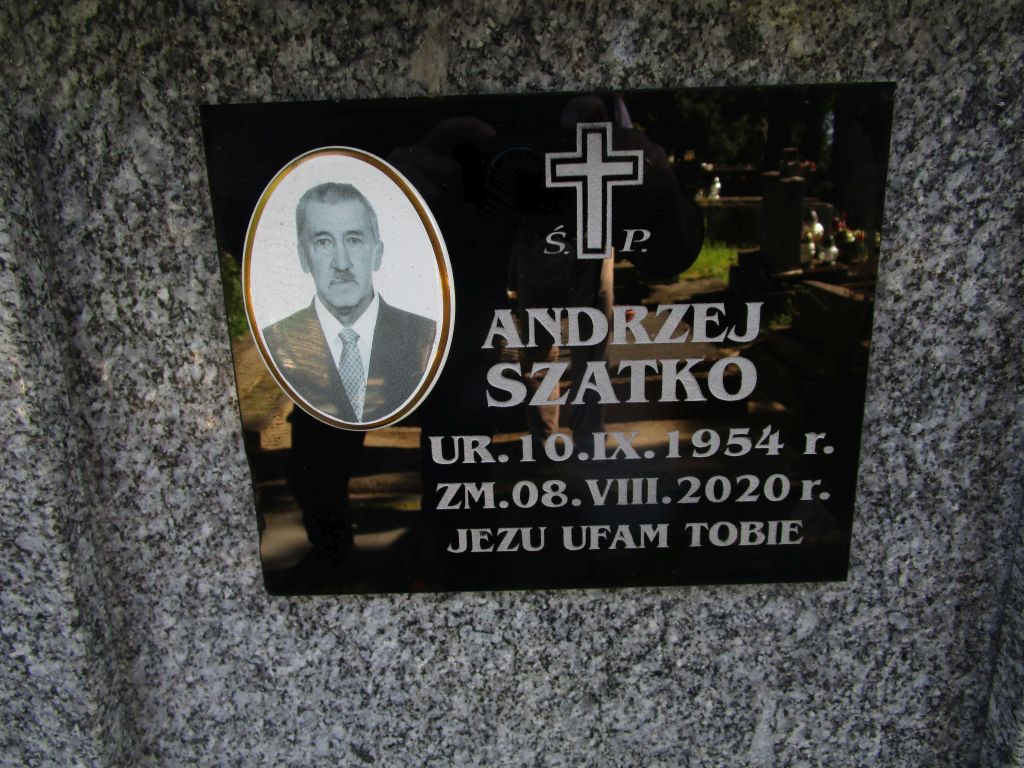 Ś. P.
ANDRZEJ
SZATKO
UR. 10. IX. 1954 r.
ZM. 08. VIII. 2020 r.
JEZU UFAM TOBIE